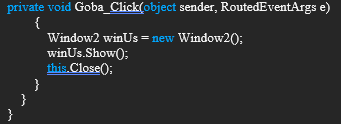 private void Goba_Click(object sender, RoutedEventArgs e)
{
Window2 winUs = new Window2();
winUs.Show();
this.Close();
}
}
}